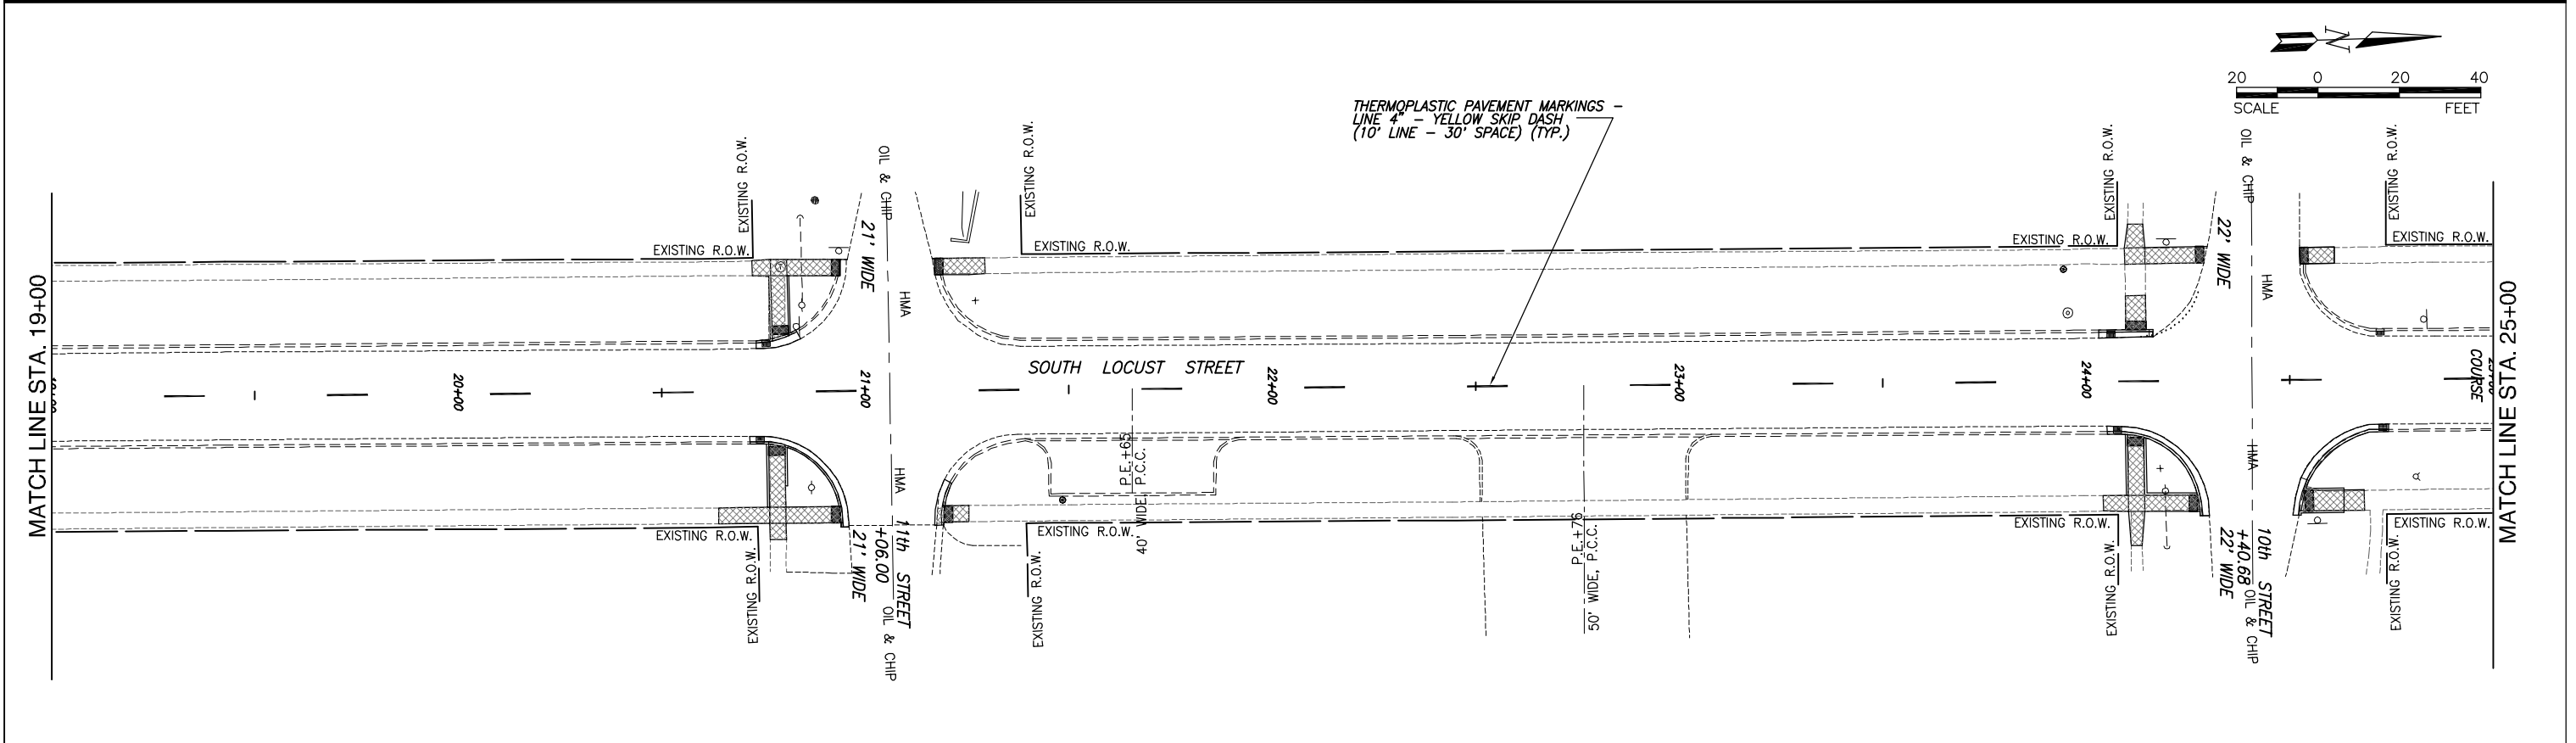 N
20 0 20 40
SCALE FEET
THERMOPLASTIC PAVEMENT MARKINGS –
LINE 4" – YELLOW SKIP DASH
(10' LINE – 30' SPACE) (TYP.)
MATCH LINE STA. 19+00
EXISTING R.O.W.
EXISTING R.O.W.
OIL & CHIP
21' WIDE
HMA
EXISTING R.O.W.
EXISTING R.O.W.
EXISTING R.O.W.
EXISTING R.O.W.
OIL & CHIP
22' WIDE
HMA
EXISTING R.O.W.
EXISTING R.O.W.
SOUTH LOCUST STREET
20+00
21+00
22+00
23+00
24+00
COURSE
MATCH LINE STA. 25+00
EXISTING R.O.W.
EXISTING R.O.W.
HMA
11th STREET
+06.00
21' WIDE
OIL & CHIP
EXISTING R.O.W.
EXISTING R.O.W.
P.E.+65
40' WIDE, P.C.C.
P.E.+76
50' WIDE, P.C.C.
EXISTING R.O.W.
EXISTING R.O.W.
HMA
10th STREET
+40.68
22' WIDE
OIL & CHIP
EXISTING R.O.W.
EXISTING R.O.W.